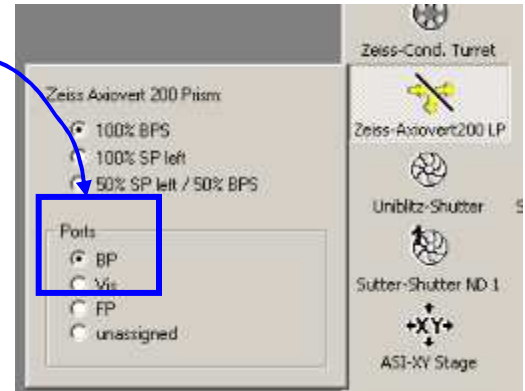 Zeiss Axiovert 200 Prism:
100% BPS
100% SP left
50% SP left / 50% BPS
Ports
BP
Vis
FP
unassigned
Zeiss-Cond. Turret
Zeiss-Axiovert200 LP
Uniblitz-Shutter
S
Sutter-Shutter ND 1
XY
ASI-XY Stage